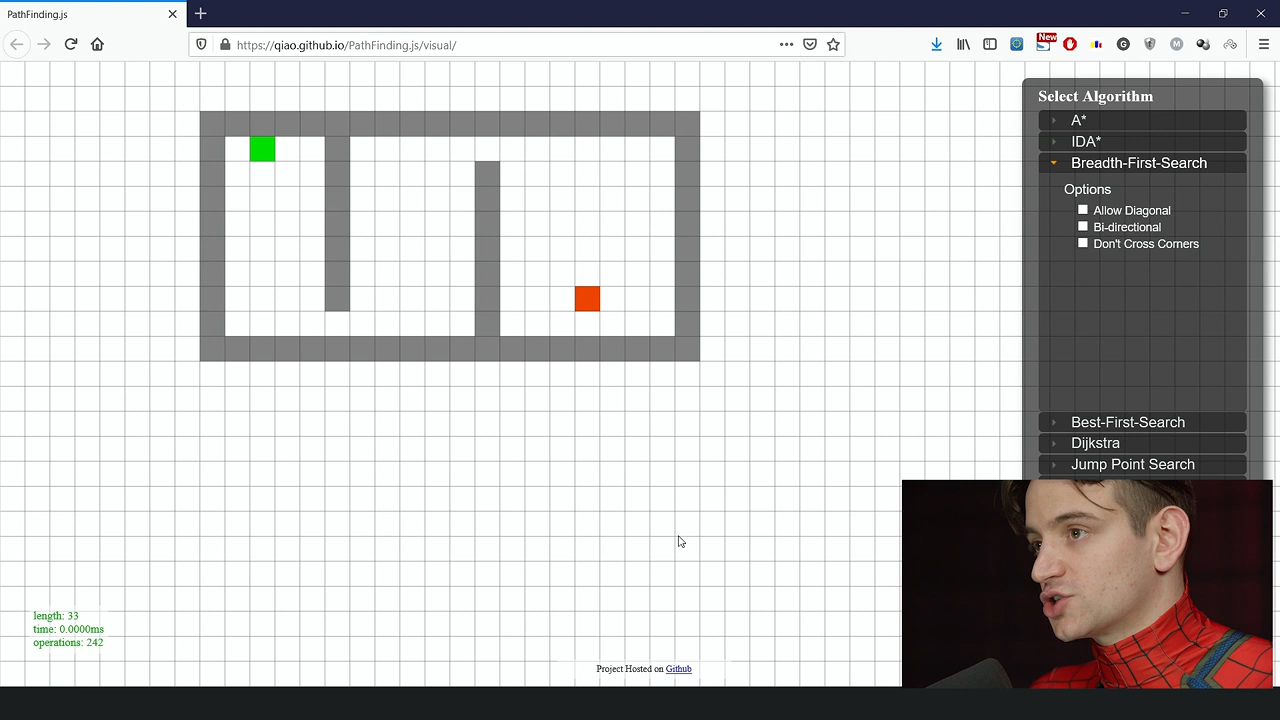 PathFinding.js
https://qiao.github.io/PathFinding.js/visual/
New
G
M
Select Algorithm
A*
IDA*
Breadth-First-Search
Options
Allow Diagonal
Bi-directional
Don't Cross Corners
Best-First-Search
Dijkstra
Jump Point Search
length: 33
time: 0.0000ms
operations: 242
Project Hosted on Github